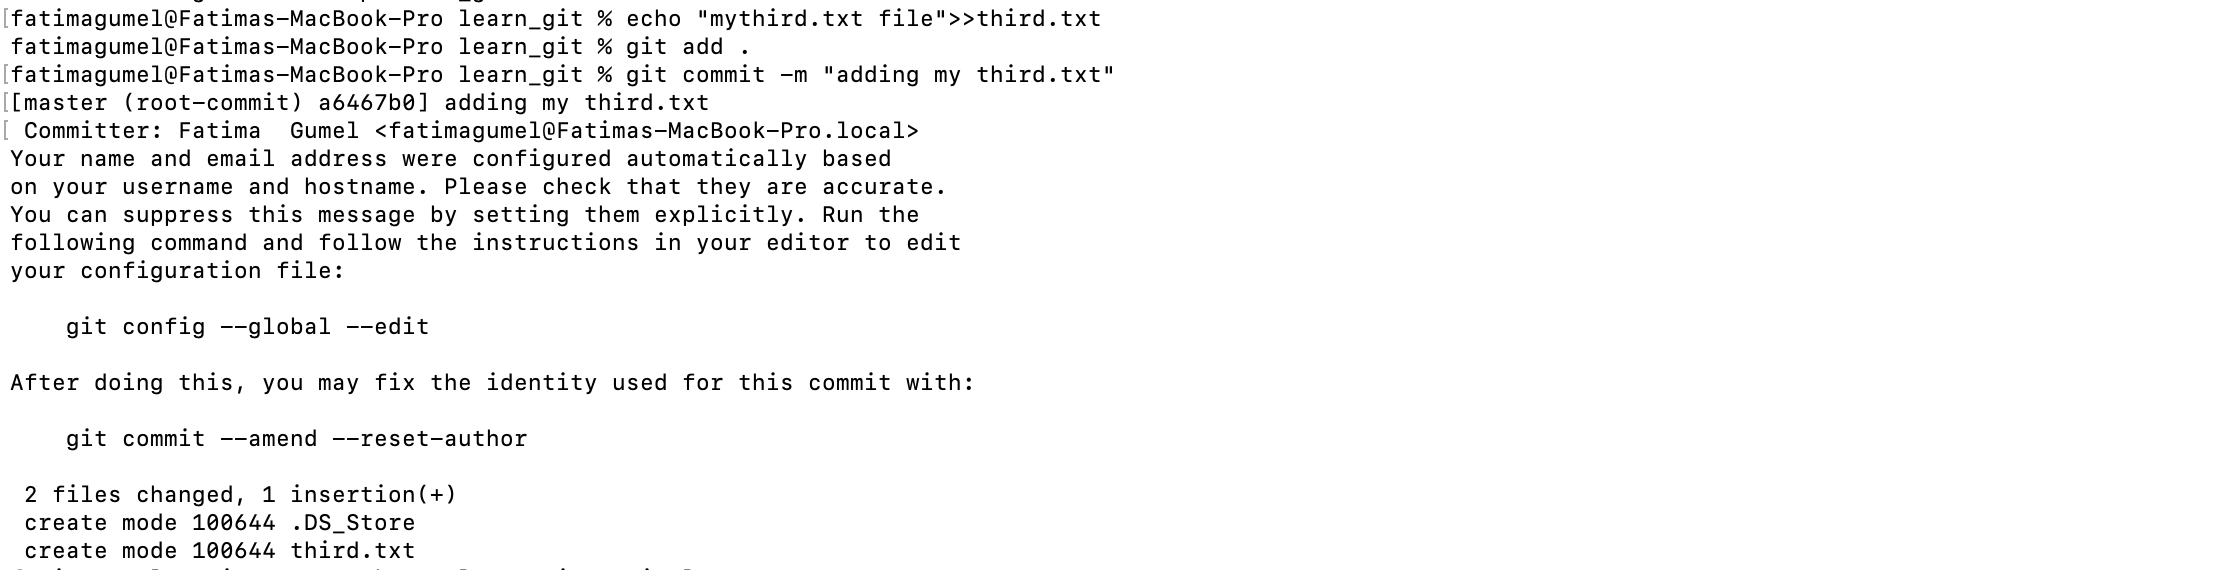 [fatimagumel@Fatimas-MacBook-Pro learn_git % echo "mythird.txt file">>third.txt
fatimagumel@Fatimas-MacBook-Pro learn_git % git add .
[fatimagumel@Fatimas-MacBook-Pro learn_git % git commit -m "adding my third.txt"
[[master (root-commit) a6467b0] adding my third.txt
[ Committer: Fatima  Gumel <fatimagumel@Fatimas-MacBook-Pro.local>
Your name and email address were configured automatically based
on your username and hostname. Please check that they are accurate.
You can suppress this message by setting them explicitly. Run the
following command and follow the instructions in your editor to edit
your configuration file:

    git config --global --edit

After doing this, you may fix the identity used for this commit with:

    git commit --amend --reset-author

 2 files changed, 1 insertion(+)
 create mode 100644 .DS_Store
 create mode 100644 third.txt